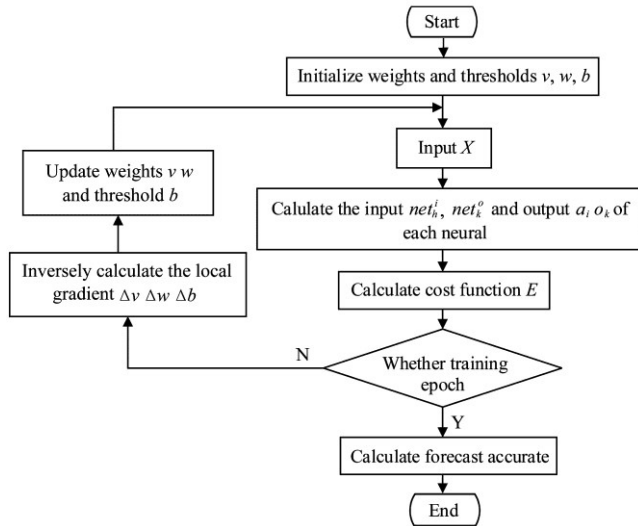 Start
Initialize weights and thresholds v, w, b
Input X
Calulate the input net_h^i, net_k^o and output a_i o_k of
each neural
Calculate cost function E
Whether training
epoch
N
Y
Inversely calculate the local
gradient Δv Δw Δb
Update weights v w
and threshold b
Calculate forecast accurate
End